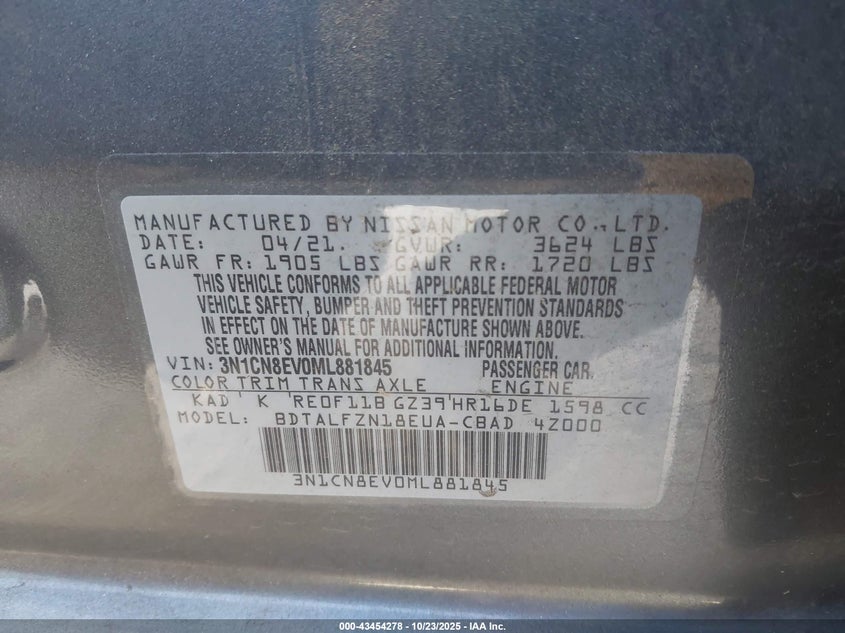 MANUFACTURED BY NISSAN MOTOR CO., LTD.
DATE: 04/21. GVWR: 3624 LBS
GAWR FR: 1905 LBS GAWR RR: 1720 LBS
THIS VEHICLE CONFORMS TO ALL APPLICABLE FEDERAL MOTOR
VEHICLE SAFETY, BUMPER AND THEFT PREVENTION STANDARDS
IN EFFECT ON THE DATE OF MANUFACTURE SHOWN ABOVE.
SEE OWNER'S MANUAL FOR ADDITIONAL INFORMATION.
VIN: 3N1CN8EV0ML881845 PASSENGER CAR.
COLOR TRIM TRANS AXLE ENGINE
KAD K RE0F11B GZ39 HR16DE 1598 CC
MODEL: BDTALFZN18EUA-CBAD 4Z000
3N1CN8EV0ML881845
000-43454278 | 10/23/2025 - IAA Inc.